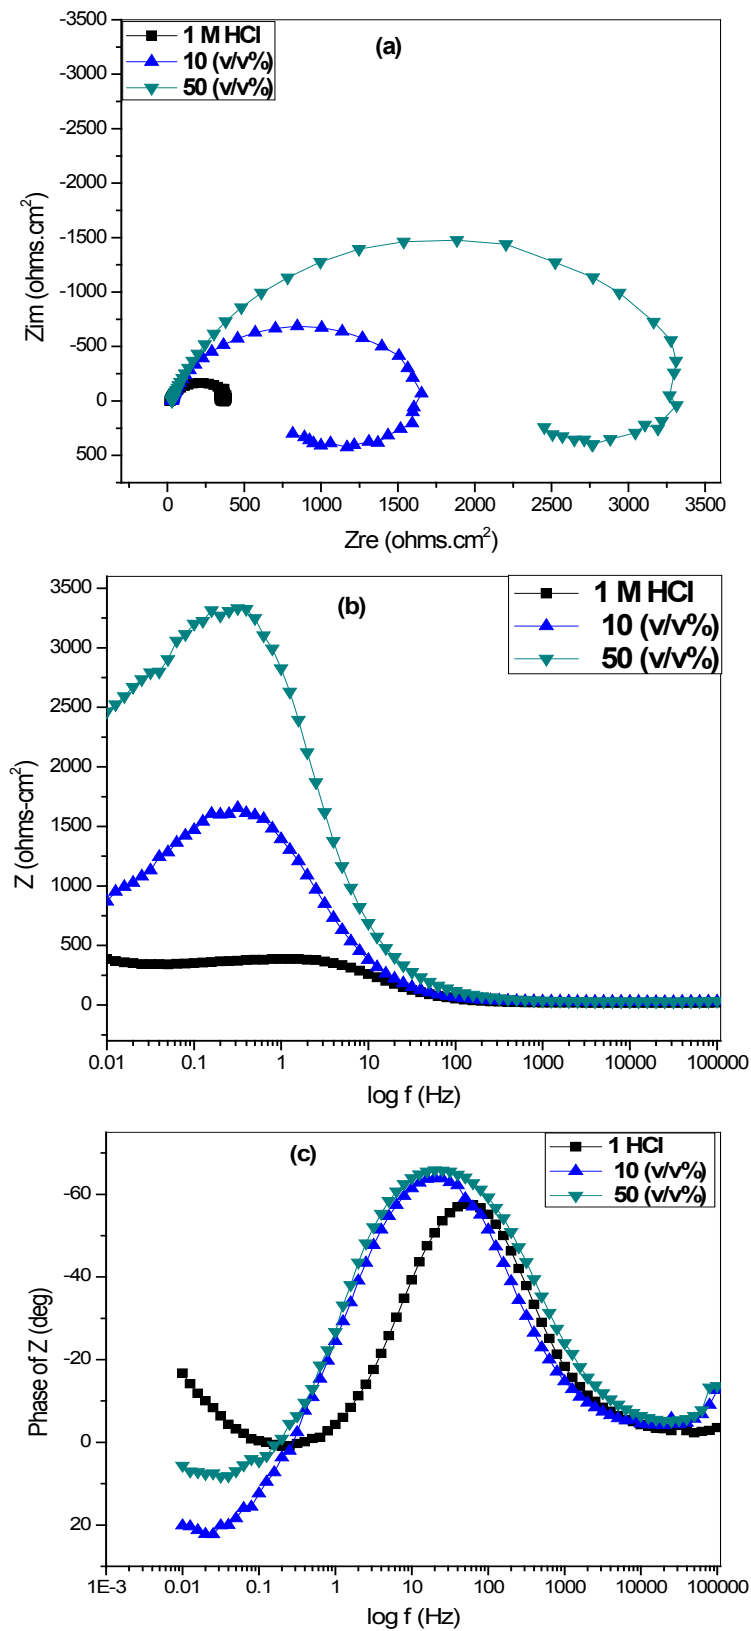 (a)
1 M HCl
10 (v/v%)
50 (v/v%)
-3500
-3000
-2500
-2000
-1500
-1000
-500
0
500
Zim (ohms.cm²)
0 500 1000 1500 2000 2500 3000 3500
Zre (ohms.cm²)
(b)
1 M HCl
10 (v/v%)
50 (v/v%)
3500
3000
2500
2000
1500
1000
500
0
Z (ohms-cm²)
0.01 0.1 1 10 100 1000 10000 100000
log f (Hz)
(c)
1 HCl
10 (v/v%)
50 (v/v%)
-60
-40
-20
0
20
Phase of Z (deg)
1E-3 0.01 0.1 1 10 100 1000 10000 100000
log f (Hz)